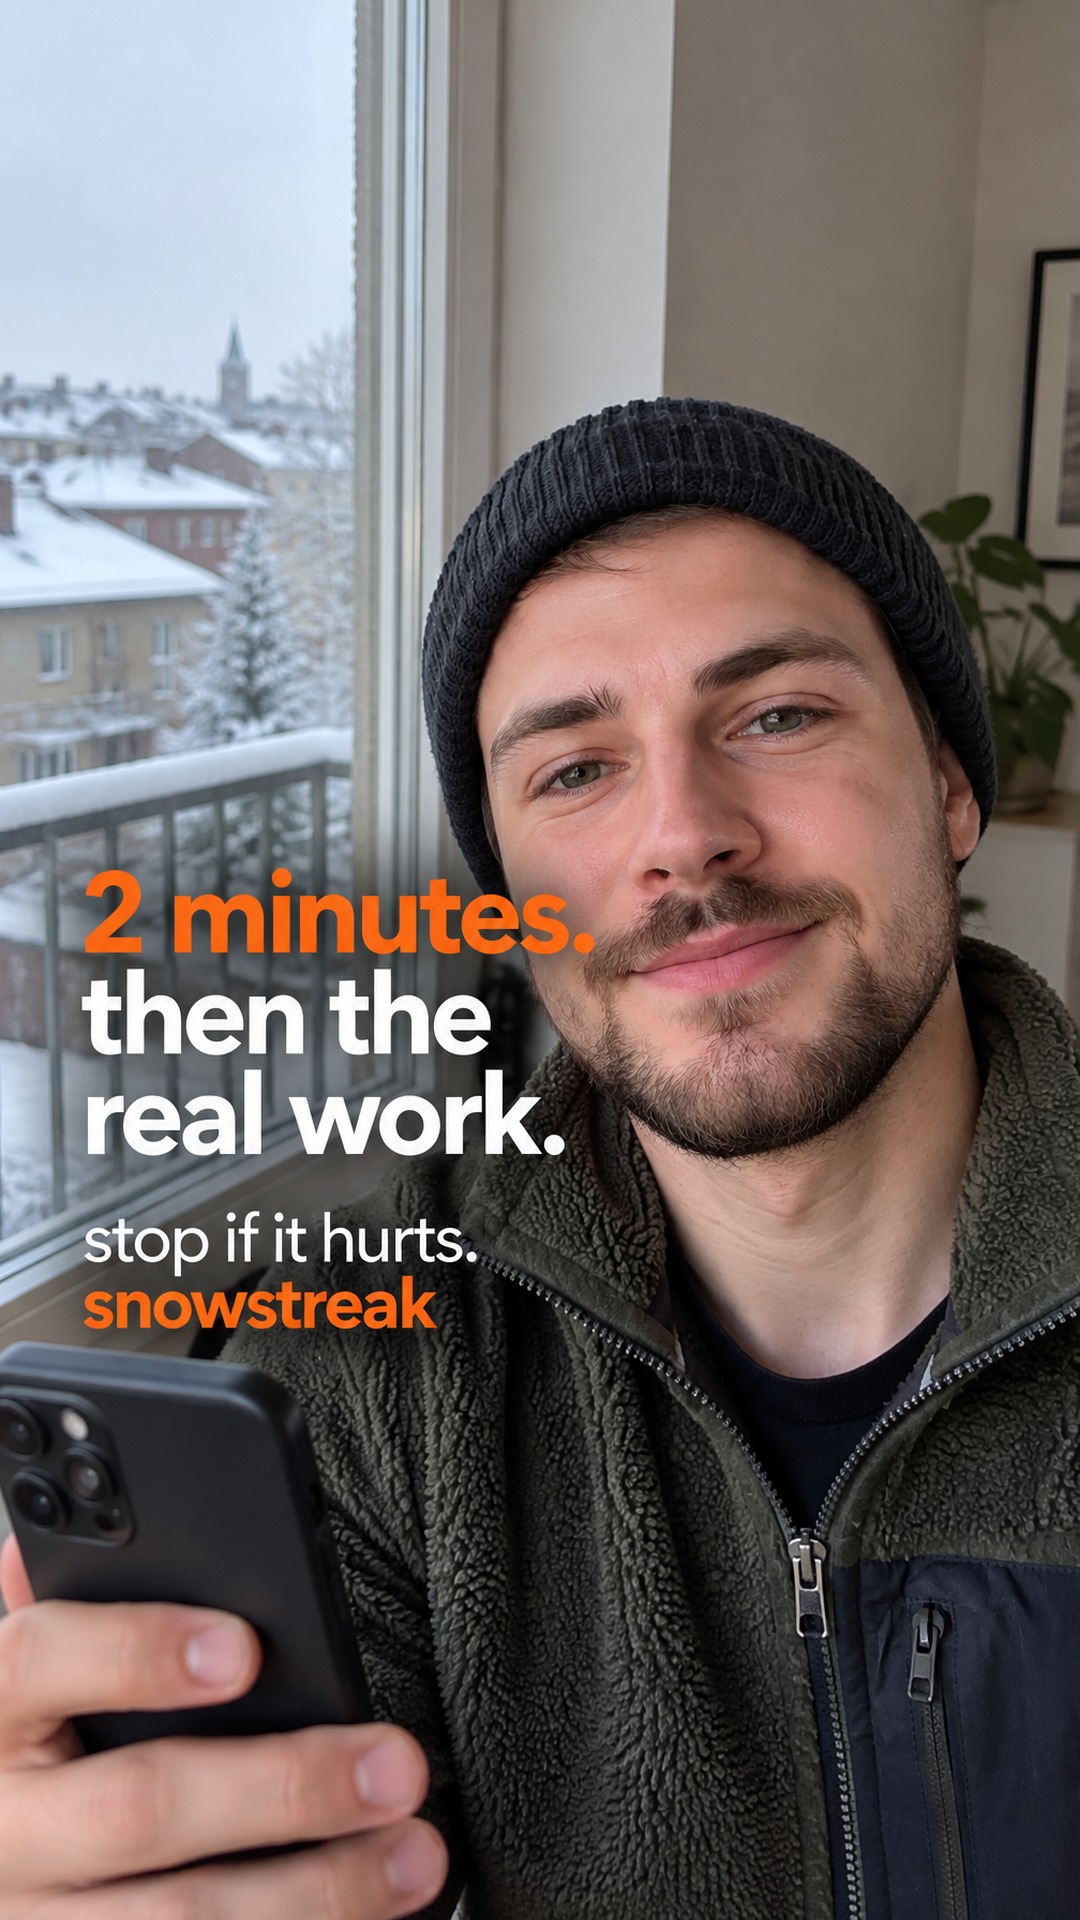 2 minutes.
then the
real work.
stop if it hurts.
snowstreak